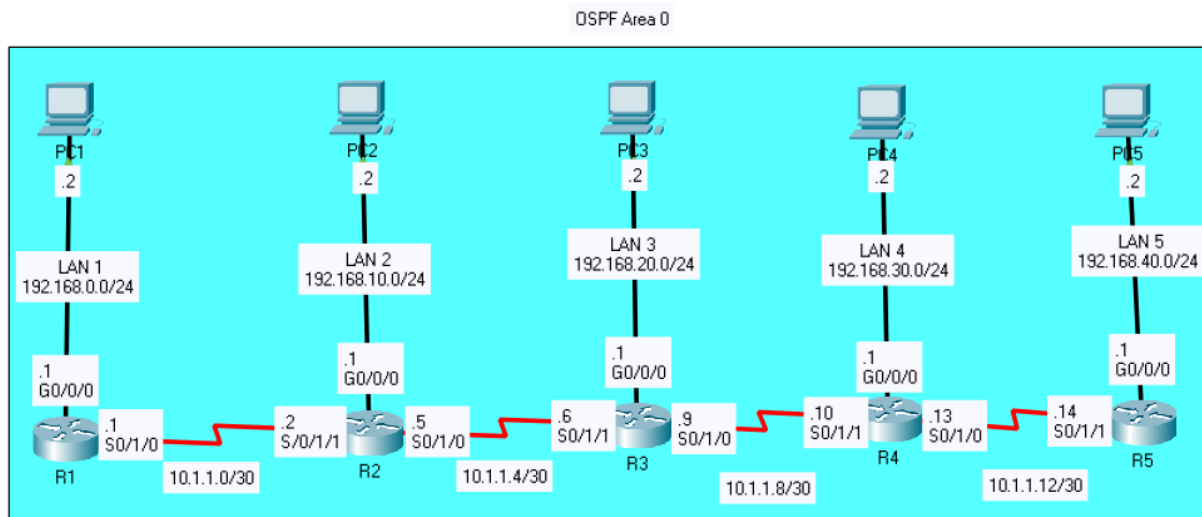 OSPF Area 0
PC1
PC2
PC3
PC4
PC5
.2
.2
.2
.2
.2
LAN 1
192.168.0.0/24
LAN 2
192.168.10.0/24
LAN 3
192.168.20.0/24
LAN 4
192.168.30.0/24
LAN 5
192.168.40.0/24
.1
G0/0/0
.1
G0/0/0
.1
G0/0/0
.1
G0/0/0
.1
G0/0/0
.1
S0/1/0
.2
S/0/1/1
.5
S0/1/0
.6
S0/1/1
.9
S0/1/0
.10
S0/1/1
.13
S0/1/0
.14
S0/1/1
R1
R2
R3
R4
R5
10.1.1.0/30
10.1.1.4/30
10.1.1.8/30
10.1.1.12/30